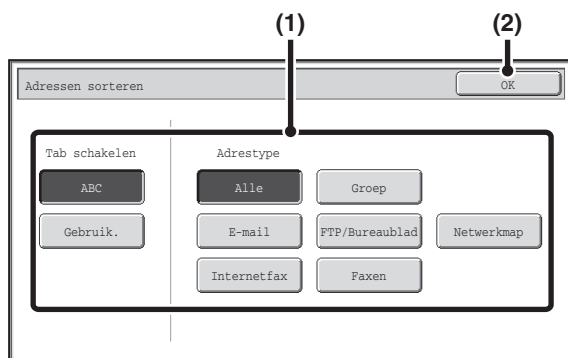 (1) (2)
Adressen sorteren OK
Tab schakelen Adrestype
ABC Alle Groep
Gebruik. E-mail FTP/Bureaublad Netwerkmap
Internetfax Faxen